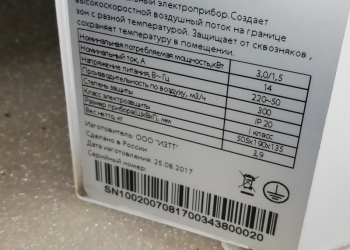 электроприбор.Создает
высокоскоростной воздушный поток на границе
зон с разной температурой. Защищает от сквозняков ,
сохраняет температуру в помещении.
Номинальная потребляемая мощность,кВт 3,0/1,5
Номинальный ток, А 14
Напряжение питания, В~Гц 220~50
Производительность по воздуху, м3/ч 300
Степень защиты IP 20
Класс электрозащиты I класс
Размер прибора(ШхВхГ), мм 505х190х135
Вес нетто, кг 3,9
Изготовитель: ООО "ИЗТТ"
Сделано в России
Дата изготовления: 25.08.2017
Серийный номер:
SN1002007081700343800020